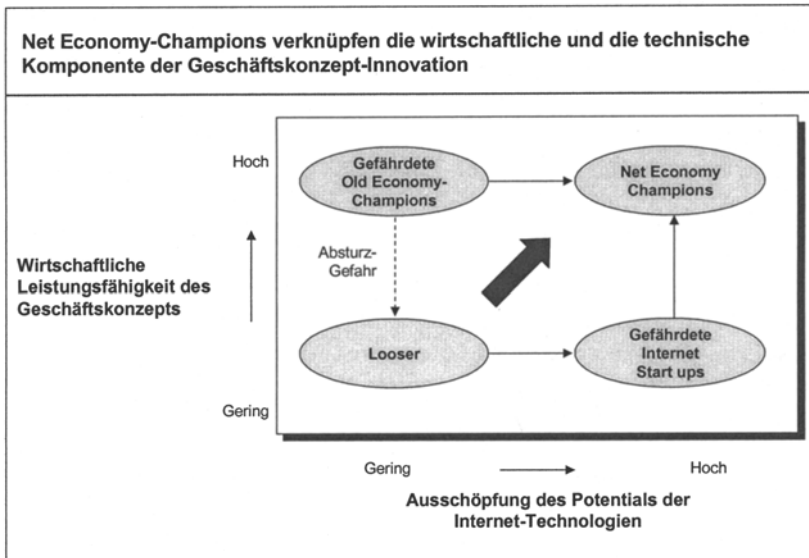 Net Economy-Champions verknüpfen die wirtschaftliche und die technische
Komponente der Geschäftskonzept-Innovation
Hoch
Gefährdete
Old Economy-
Champions
Net Economy
Champions
Absturz-
Gefahr
Wirtschaftliche
Leistungsfähigkeit des
Geschäftskonzepts
Looser
Gefährdete
Internet
Start ups
Gering
Gering
Hoch
Ausschöpfung des Potentials der
Internet-Technologien